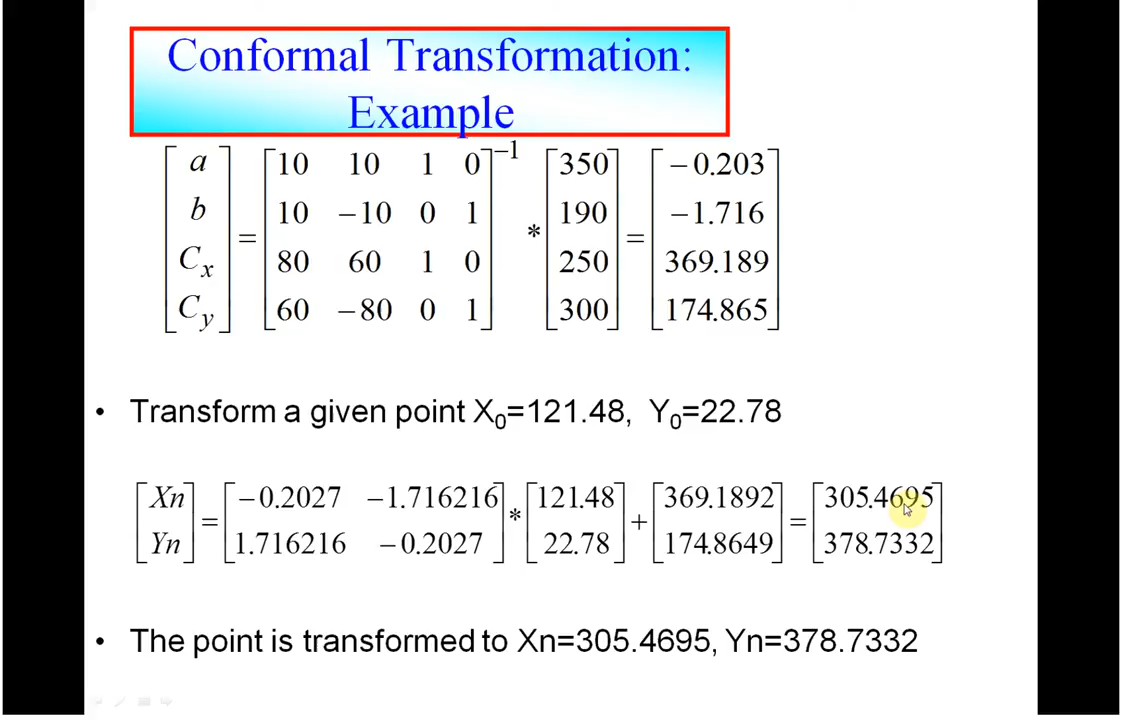 Conformal Transformation:
Example
[a b Cx Cy] = [10 10 1 0; 10 −10 0 1; 80 60 1 0; 60 −80 0 1]−1 * [350 190 250 300] = [−0.203 −1.716 369.189 174.865]
• Transform a given point X0=121.48, Y0=22.78
[Xn Yn] = [−0.2027 −1.716216; 1.716216 −0.2027] * [121.48 22.78] + [369.1892 174.8649] = [305.4695 378.7332]
• The point is transformed to Xn=305.4695, Yn=378.7332